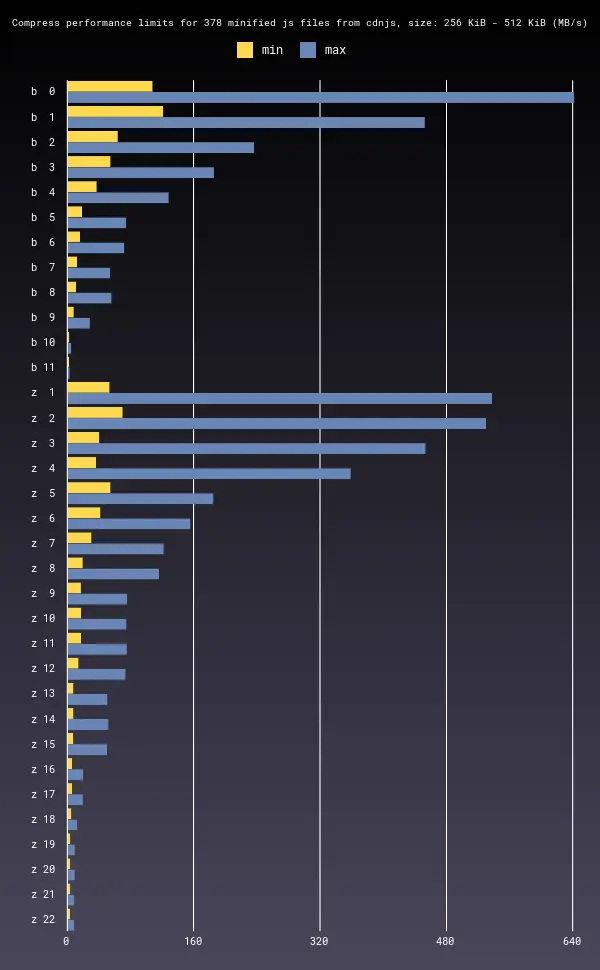 Compress performance limits for 378 minified js files from cdnjs, size: 256 KiB - 512 KiB (MB/s)
min max
b 0
b 1
b 2
b 3
b 4
b 5
b 6
b 7
b 8
b 9
b 10
b 11
z 1
z 2
z 3
z 4
z 5
z 6
z 7
z 8
z 9
z 10
z 11
z 12
z 13
z 14
z 15
z 16
z 17
z 18
z 19
z 20
z 21
z 22
0 160 320 480 640